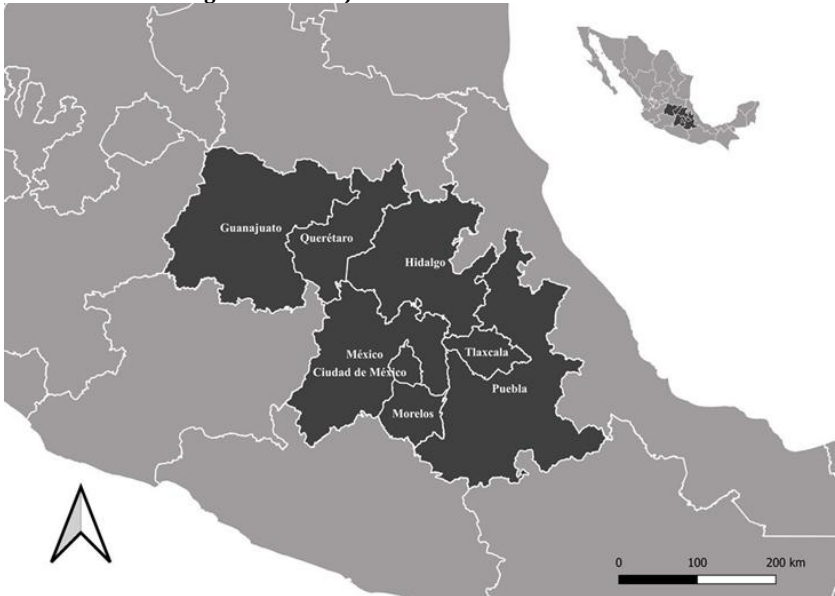 Guanajuato
Querétaro
Hidalgo
México
Ciudad de México
Tlaxcala
Puebla
Morelos
0 100 200 km